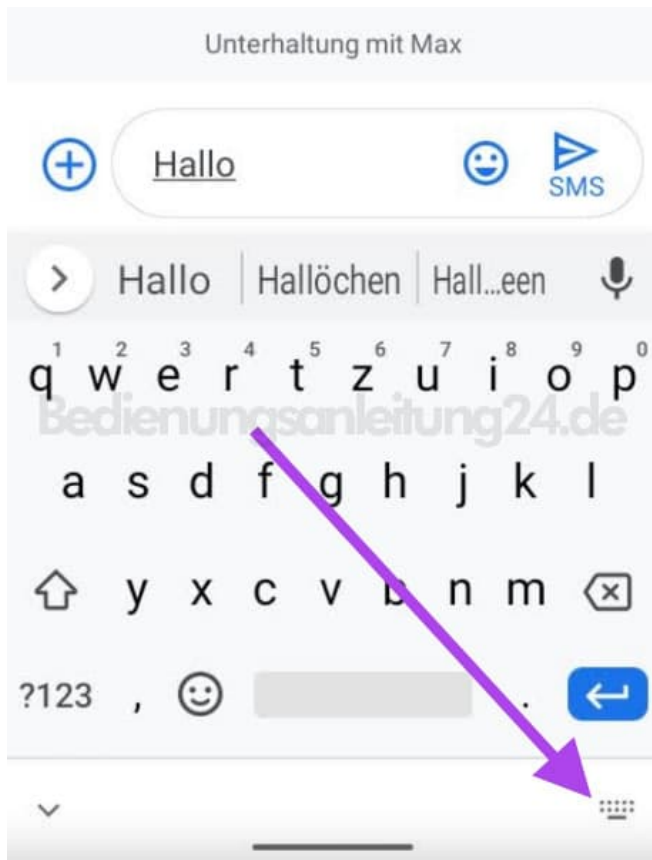 Unterhaltung mit Max
Hallo
SMS
Hallo Hallöchen Hall...een
1 2 3 4 5 6 7 8 9 0
q w e r t z u i o p
Bedienungsanleitung24.de
a s d f g h j k l
y x c v b n m
?123 , .